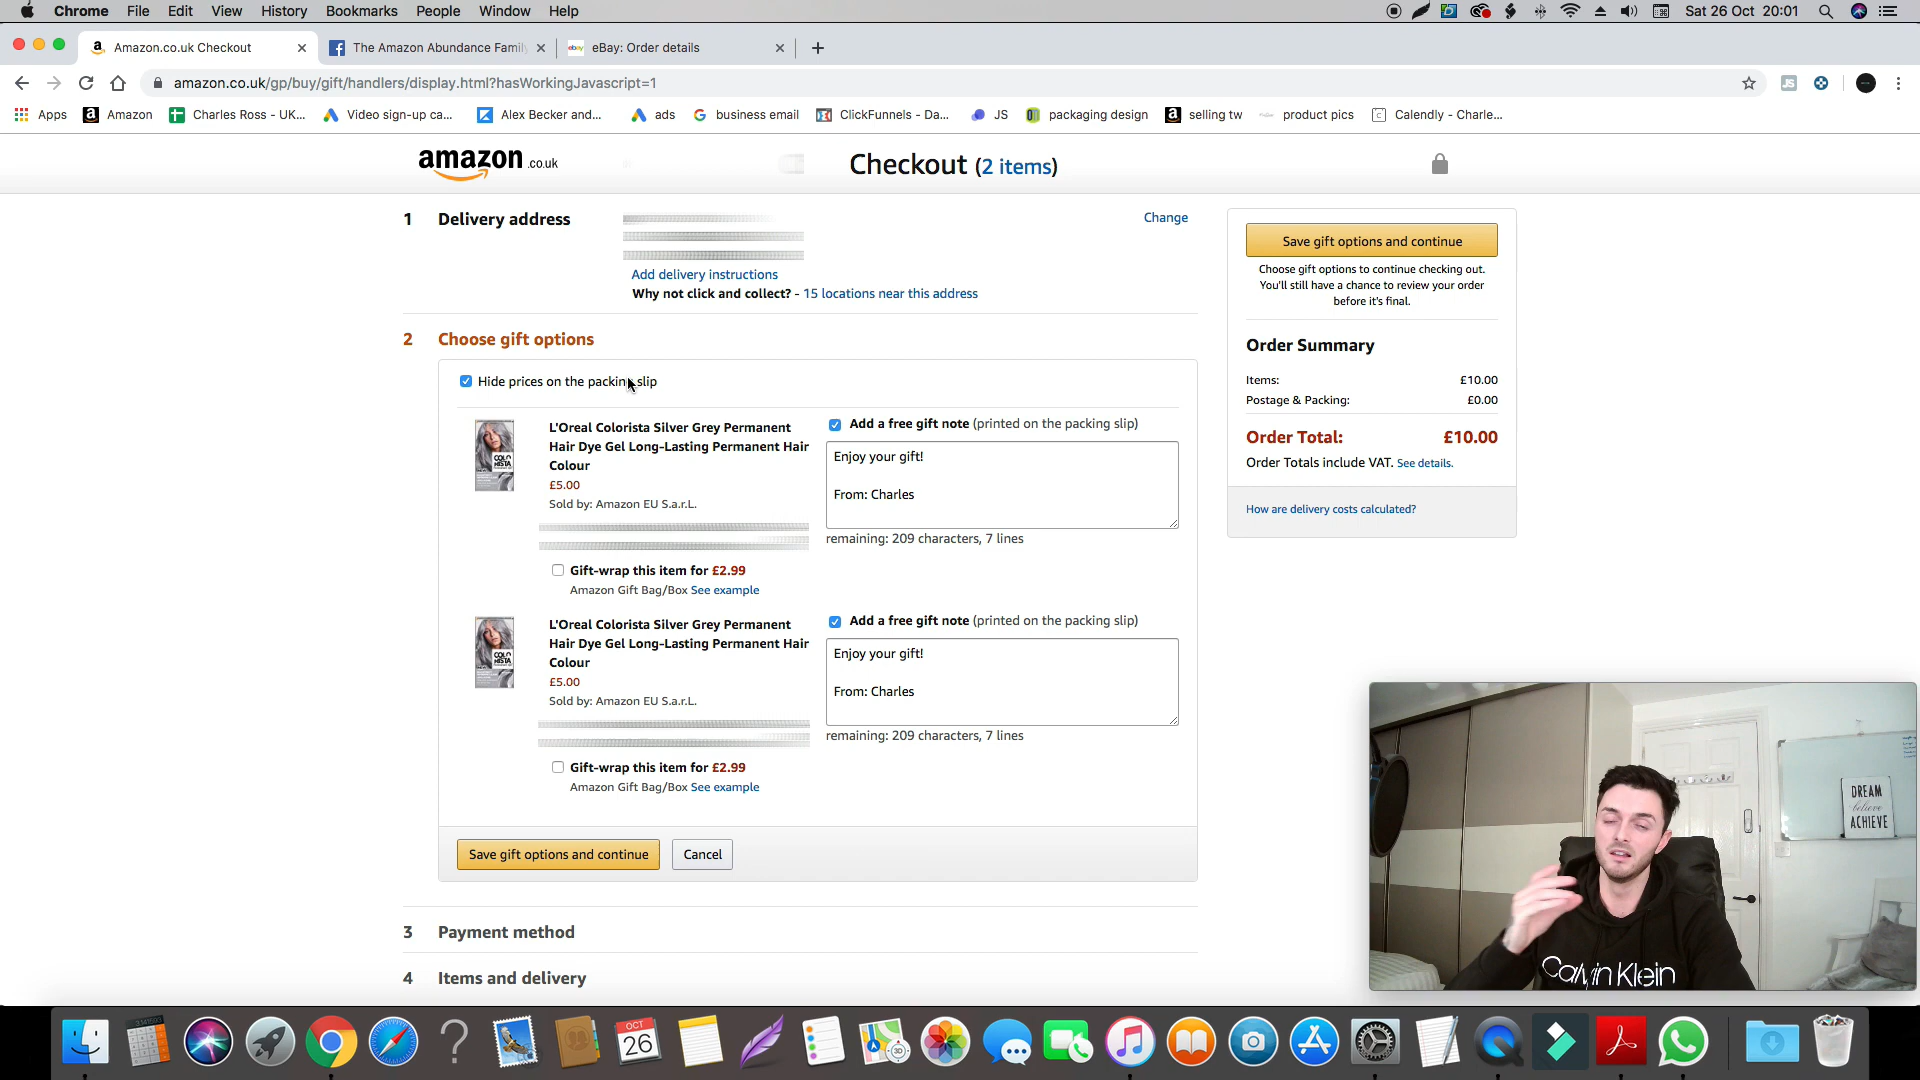 Chrome File Edit View History Bookmarks People Window Help
Sat 26 Oct 20:01
Amazon.co.uk Checkout
The Amazon Abundance Famil
ebay eBay: Order details
amazon.co.uk/gp/buy/gift/handlers/display.html?hasWorkingJavascript=1
Apps Amazon Charles Ross - UK... Video sign-up ca... Alex Becker and... ads business email ClickFunnels - Da... JS packaging design selling tw product pics Calendly - Charle...
amazon.co.uk
Checkout (2 items)
1 Delivery address
Change
Add delivery instructions
Why not click and collect? - 15 locations near this address
Save gift options and continue
Choose gift options to continue checking out.
You'll still have a chance to review your order
before it's final.
Order Summary
Items: £10.00
Postage & Packing: £0.00
Order Total: £10.00
Order Totals include VAT. See details.
How are delivery costs calculated?
2 Choose gift options
Hide prices on the packing slip
L'Oreal Colorista Silver Grey Permanent
Hair Dye Gel Long-Lasting Permanent Hair
Colour
£5.00
Sold by: Amazon EU S.a.r.L.
Add a free gift note (printed on the packing slip)
Enjoy your gift!
From: Charles
remaining: 209 characters, 7 lines
Gift-wrap this item for £2.99
Amazon Gift Bag/Box See example
L'Oreal Colorista Silver Grey Permanent
Hair Dye Gel Long-Lasting Permanent Hair
Colour
£5.00
Sold by: Amazon EU S.a.r.L.
Add a free gift note (printed on the packing slip)
Enjoy your gift!
From: Charles
remaining: 209 characters, 7 lines
Gift-wrap this item for £2.99
Amazon Gift Bag/Box See example
Save gift options and continue
Cancel
3 Payment method
4 Items and delivery
DREAM
believe
ACHIEVE
Calvin Klein
OCT
26